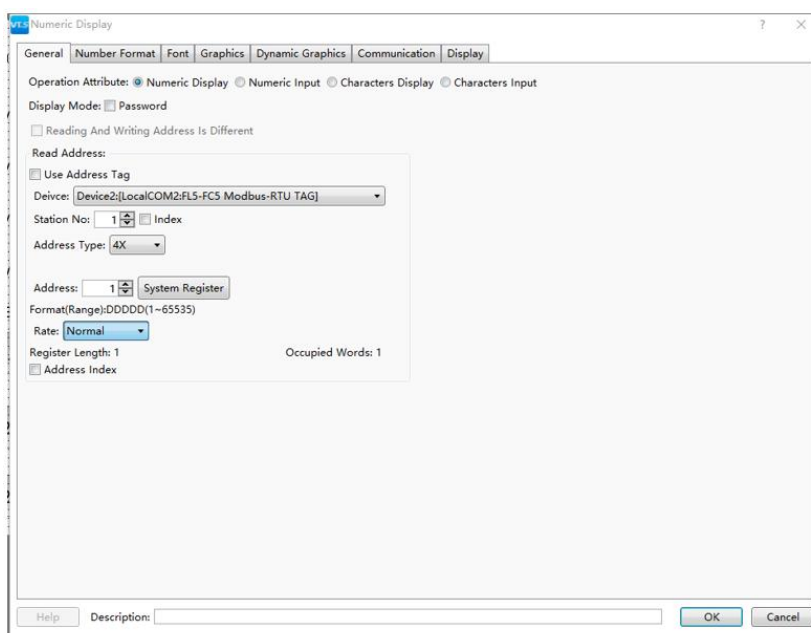 VT.5 Numeric Display ?
General Number Format Font Graphics Dynamic Graphics Communication Display
Operation Attribute: Numeric Display Numeric Input Characters Display Characters Input
Display Mode: Password
Reading And Writing Address Is Different
Read Address:
Use Address Tag
Deivce: Device2:[LocalCOM2:FL5-FC5 Modbus-RTU TAG]
Station No: 1 Index
Address Type: 4X
Address: 1 System Register
Format(Range):DDDDD(1~65535)
Rate: Normal
Register Length: 1 Occupied Words: 1
Address Index
Help Description: OK Cancel